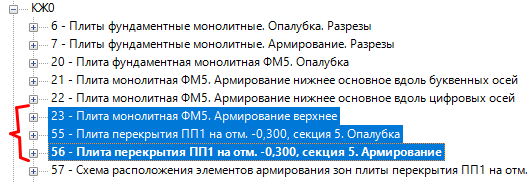 КЖ0
6 - Плиты фундаментные монолитные. Опалубка. Разрезы
7 - Плиты фундаментные монолитные. Армирование. Разрезы
20 - Плита фундаментная монолитная ФМ5. Опалубка
21 - Плита монолитная ФМ5. Армирование нижнее основное вдоль буквенных осей
22 - Плита монолитная ФМ5. Армирование нижнее основное вдоль цифровых осей
23 - Плита монолитная ФМ5. Армирование верхнее
55 - Плита перекрытия ПП1 на отм. -0,300, секция 5. Опалубка
56 - Плита перекрытия ПП1 на отм. -0,300, секция 5. Армирование
57 - Схема расположения элементов армирования зон плиты перекрытия ПП1 на отм.